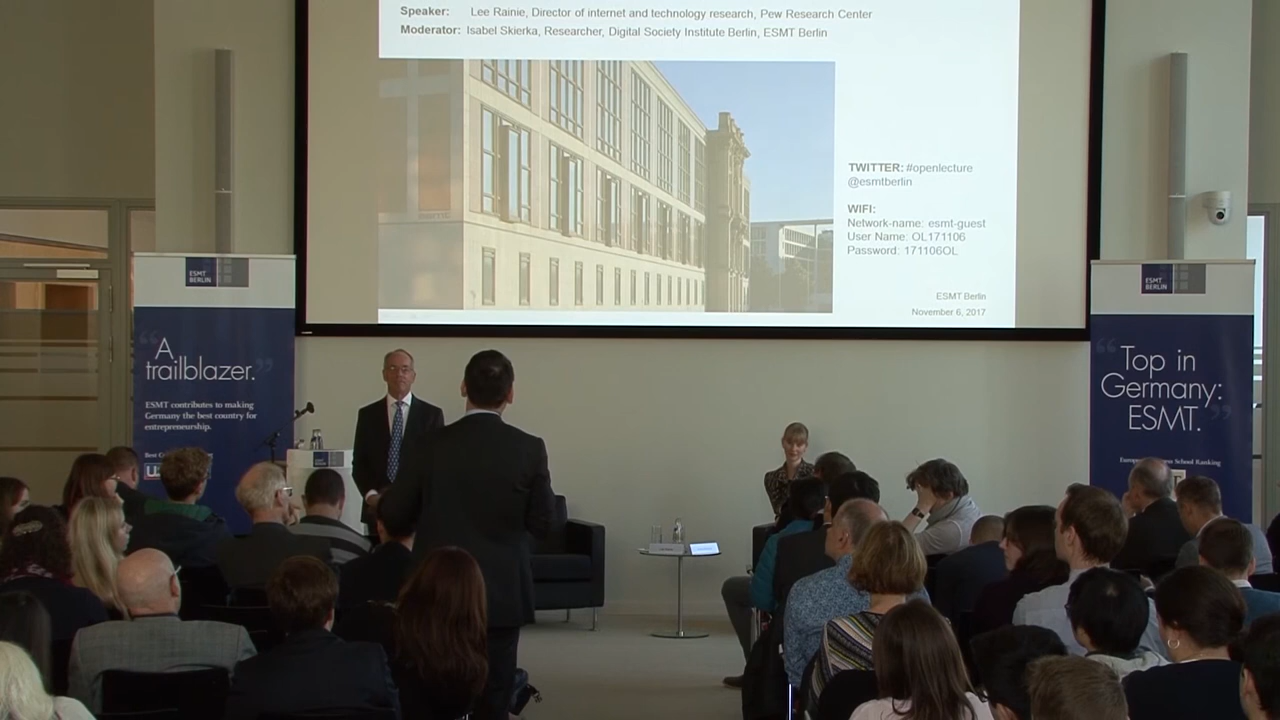 Speaker: Lee Rainie, Director of internet and technology research, Pew Research Center
Moderator: Isabel Skierka, Researcher, Digital Society Institute Berlin, ESMT Berlin
TWITTER: #openlecture
@esmtberlin
WIFI:
Network-name: esmt-guest
User Name: OL171106
Password: 171106OL
ESMT Berlin
November 6, 2017
ESMT
BERLIN
“A
trailblazer.”
ESMT contributes to making
Germany the best country for
entrepreneurship.
ESMT
BERLIN
“Top in
Germany:
ESMT.”
School Ranking